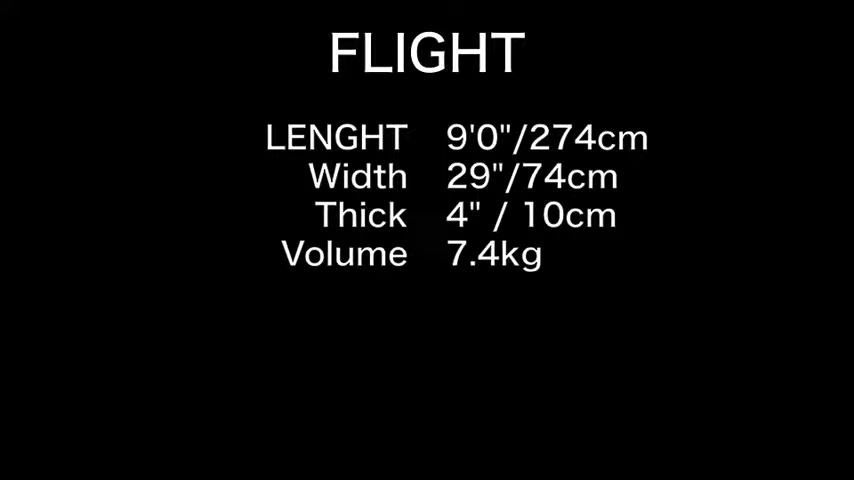 FLIGHT
LENGHT 9'0"/274cm
Width 29"/74cm
Thick 4" / 10cm
Volume 7.4kg